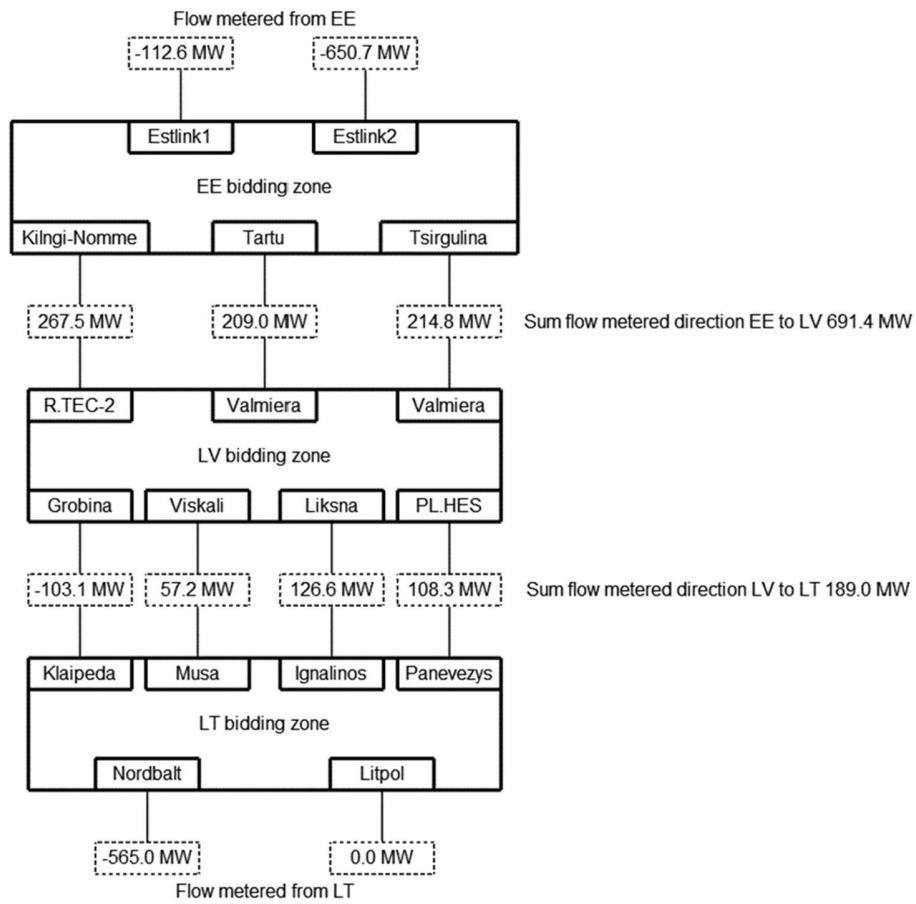 Flow metered from EE
-112.6 MW
-650.7 MW
Estlink1
Estlink2
EE bidding zone
Kilngi-Nomme
Tartu
Tsirgulina
267.5 MW
209.0 MW
214.8 MW
Sum flow metered direction EE to LV 691.4 MW
R.TEC-2
Valmiera
Valmiera
LV bidding zone
Grobina
Viskali
Liksna
PL.HES
-103.1 MW
57.2 MW
126.6 MW
108.3 MW
Sum flow metered direction LV to LT 189.0 MW
Klaipeda
Musa
Ignalinos
Panevezys
LT bidding zone
Nordbalt
Litpol
-565.0 MW
0.0 MW
Flow metered from LT